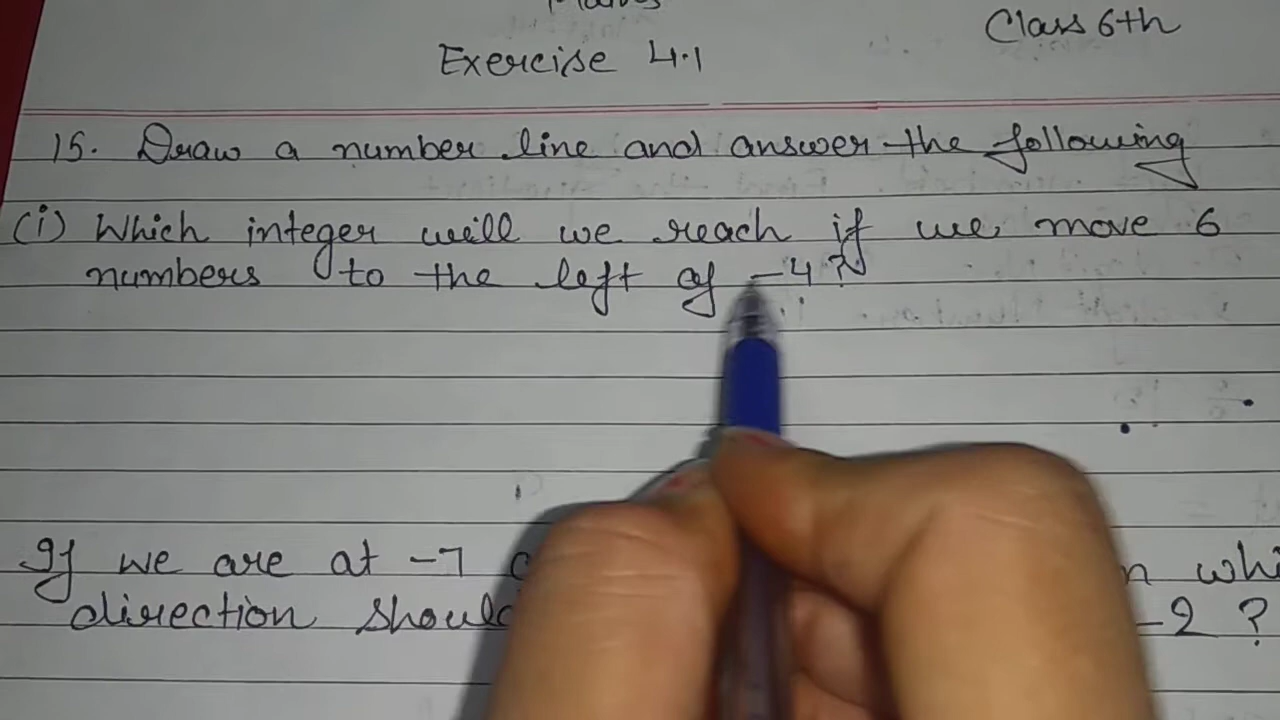 Class 6th
Exercise 4.1
15. Draw a number line and answer the following
(i) Which integer will we reach if we move 6
numbers to the left of -4?
If we are at -7
direction should -2 ?